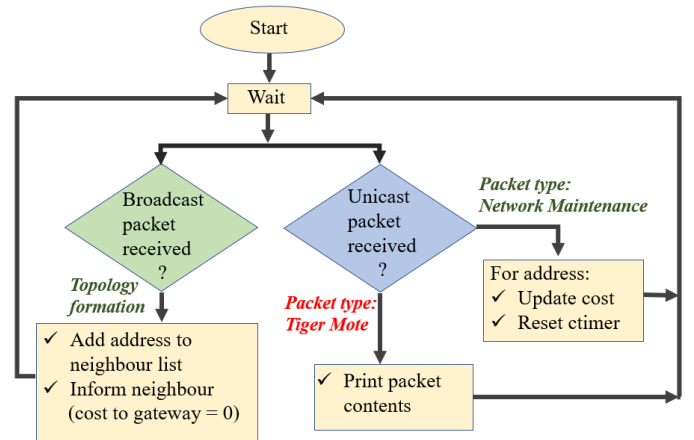 Start
Wait
Broadcast
packet
received
?
Unicast
packet
received
?
Packet type:
Network Maintenance
Topology
formation
Packet type:
Tiger Mote
For address:
✓ Update cost
✓ Reset ctimer
✓ Add address to
neighbour list
✓ Inform neighbour
(cost to gateway = 0)
✓ Print packet
contents